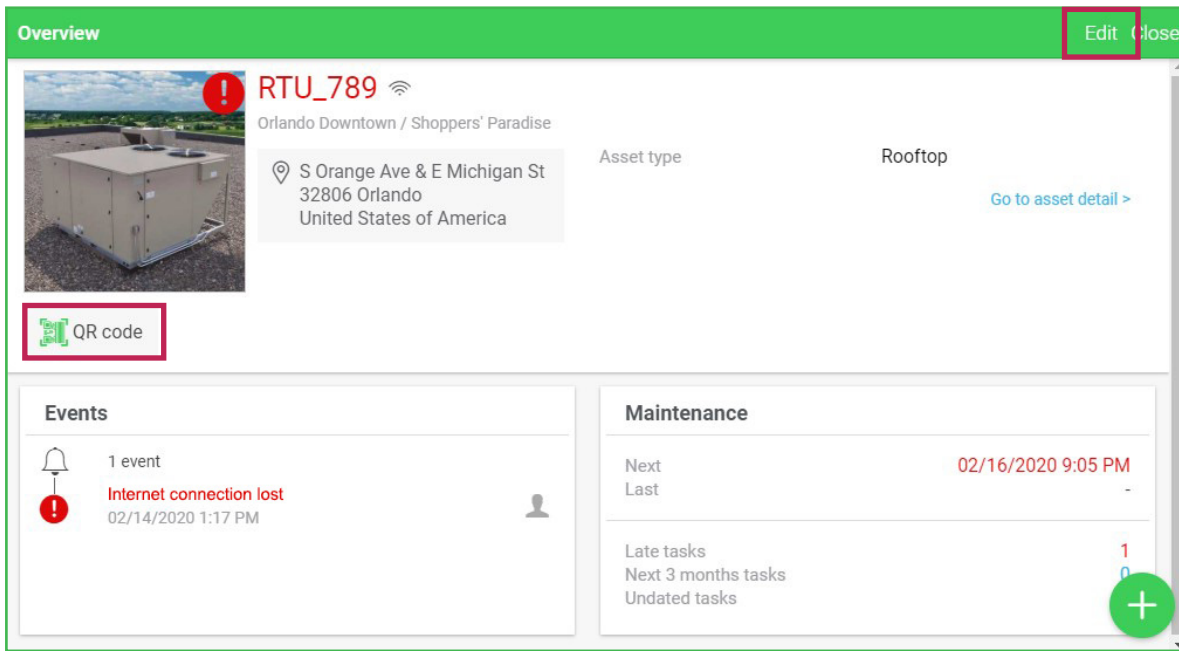 Overview
Edit Close
RTU_789
Orlando Downtown / Shoppers' Paradise
S Orange Ave & E Michigan St
32806 Orlando
United States of America
Asset type Rooftop
Go to asset detail >
QR code
Events
1 event
Internet connection lost
02/14/2020 1:17 PM
Maintenance
Next 02/16/2020 9:05 PM
Last -
Late tasks 1
Next 3 months tasks 0
Undated tasks